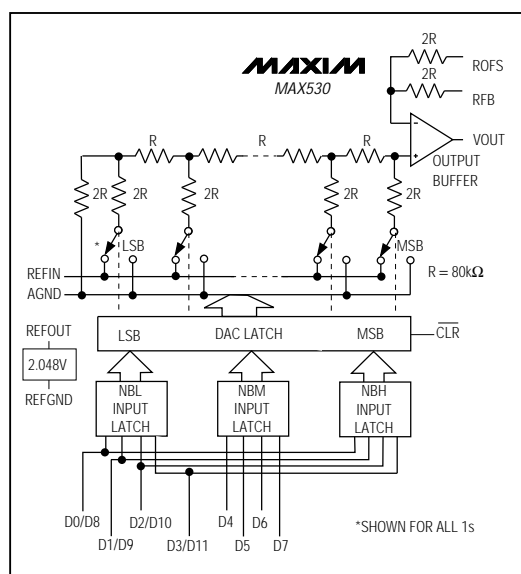 MAXIM
MAX530
2R
ROFS
2R
RFB
VOUT
OUTPUT
BUFFER
R
R
R
2R
2R
2R
2R
2R
*
LSB
MSB
REFIN
AGND
R = 80kΩ
REFOUT
2.048V
REFGND
LSB
DAC LATCH
MSB
CLR
NBL
INPUT
LATCH
NBM
INPUT
LATCH
NBH
INPUT
LATCH
D0/D8
D1/D9
D2/D10
D3/D11
D4
D5
D6
D7
*SHOWN FOR ALL 1s